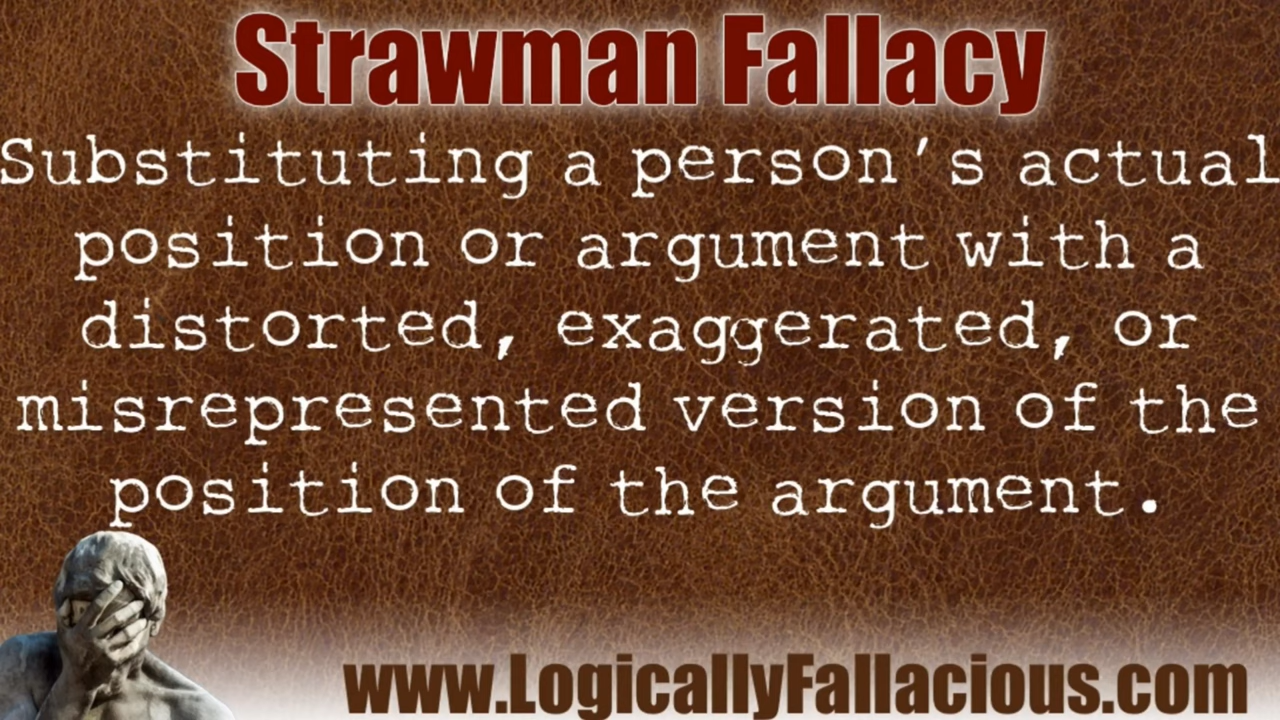 Strawman Fallacy
Substituting a person's actual
position or argument with a
distorted, exaggerated, or
misrepresented version of the
position of the argument.
www.LogicallyFallacious.com